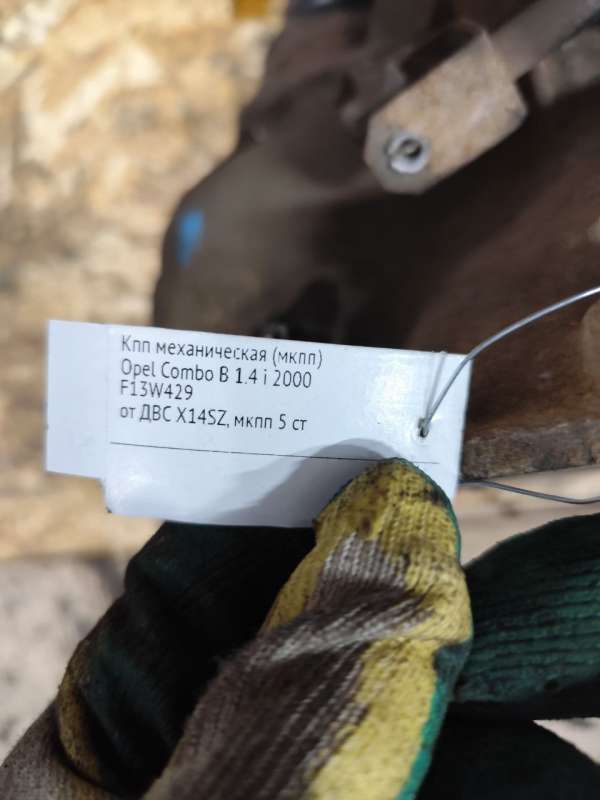 Кпп механическая (мкпп)
Opel Combo B 1.4 i 2000
F13W429
от ДВС X14SZ, мкпп 5 ст